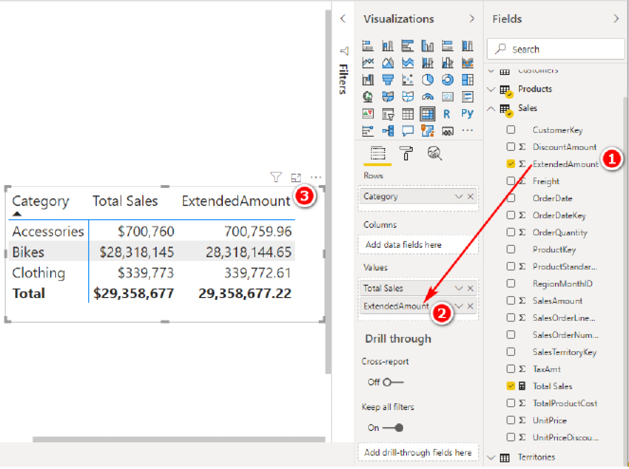 Category Total Sales ExtendedAmount 3
Accessories $700,760 700,759.96
Bikes $28,318,145 28,318,144.65
Clothing $339,773 339,772.61
Total $29,358,677 29,358,677.22
Filters
Visualizations
R Py
Rows
Category
Columns
Add data fields here
Values
Total Sales
ExtendedAmount 2
Drill through
Cross-report
Off
Keep all filters
On
Add drill-through fields here
Fields
Search
Customers
Products
Sales
CustomerKey
Σ DiscountAmount
Σ ExtendedAmount 1
Σ Freight
OrderDate
OrderDateKey
Σ OrderQuantity
ProductKey
Σ ProductStandar...
RegionMonthID
Σ SalesAmount
Σ SalesOrderLine...
SalesOrderNum...
SalesTerritoryKey
Σ TaxAmt
Total Sales
Σ TotalProductCost
Σ UnitPrice
Σ UnitPriceDiscou...
Territories